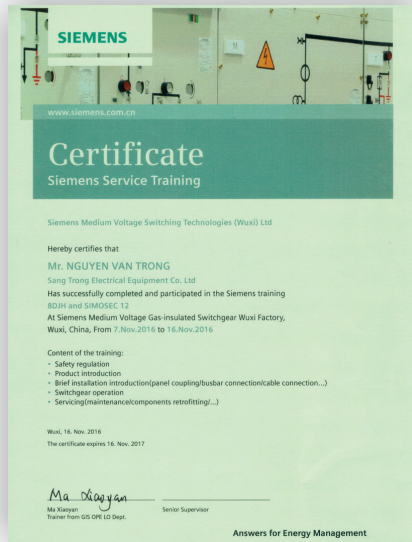 SIEMENS
www.siemens.com.cn
Certificate
Siemens Service Training
Siemens Medium Voltage Switching Technologies (Wuxi) Ltd
Hereby certifies that
Mr. NGUYEN VAN TRONG
Sang Trong Electrical Equipment Co. Ltd
Has successfully completed and participated in the Siemens training
8DJH and SIMOSEC 12
At Siemens Medium Voltage Gas-insulated Switchgear Wuxi Factory,
Wuxi, China, From 7.Nov.2016 to 16.Nov.2016
Content of the training:
- Safety regulation
- Product introduction
- Brief installation introduction(panel coupling/busbar connection/cable connection...)
- Switchgear operation
- Servicing(maintenance/components retrofitting/...)
Wuxi, 16. Nov. 2016
The certificate expires 16. Nov. 2017
Ma Xiaoyan
Ma Xiaoyan Senior Supervisor
Trainer from GIS OPE LO Dept.
Answers for Energy Management